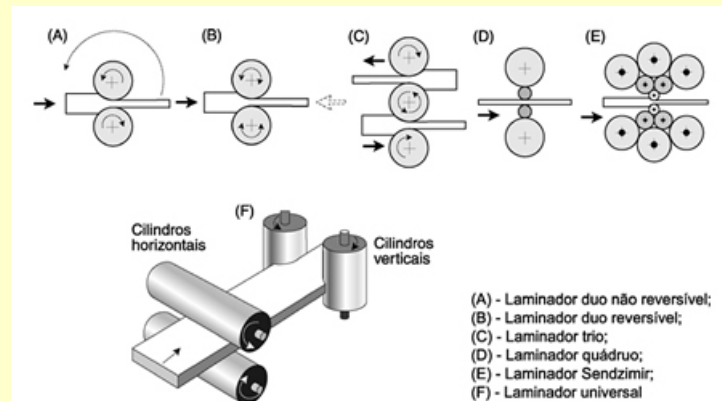 (A)
(B)
(C)
(D)
(E)
(F)
Cilindros
horizontais
Cilindros
verticais
(A) - Laminador duo não reversível;
(B) - Laminador duo reversível;
(C) - Laminador trio;
(D) - Laminador quádruo;
(E) - Laminador Sendzimir;
(F) - Laminador universal